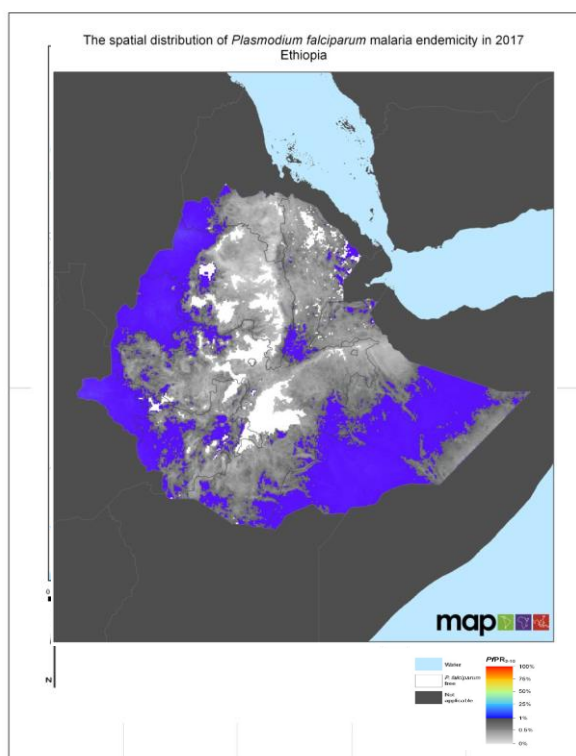 The spatial distribution of Plasmodium falciparum malaria endemicity in 2017
Ethiopia
map
Water
P. falciparum
free
Not
applicable
PfPR2-10
100%
75%
50%
25%
1%
0.5%
0%
0
N